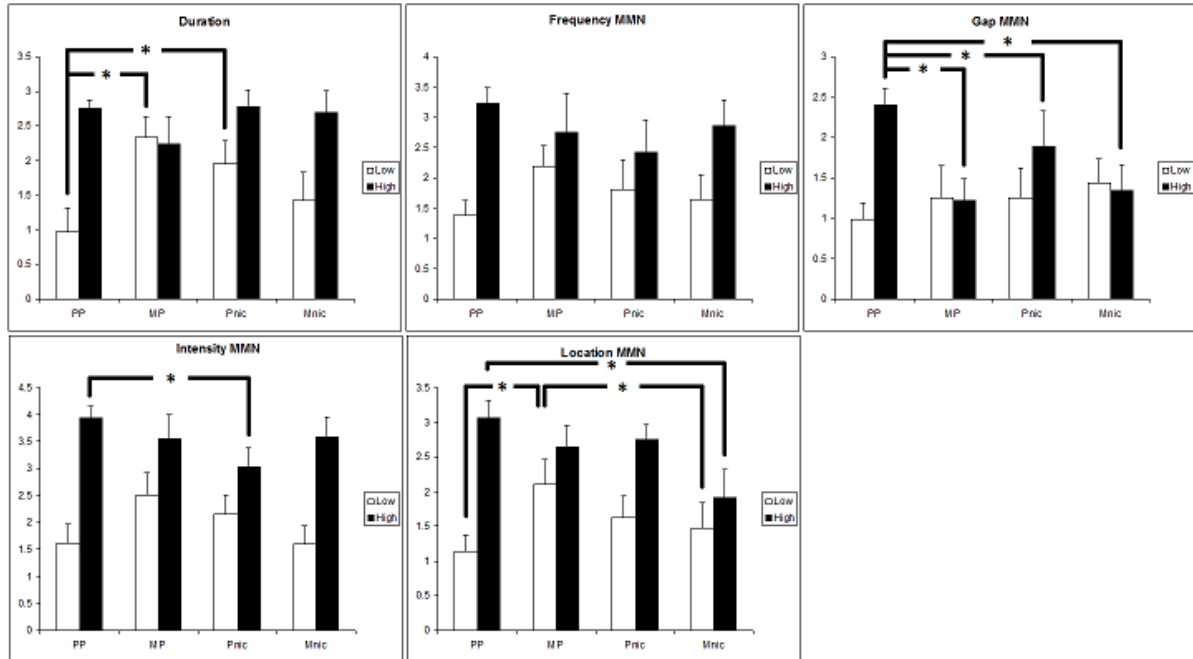 Duration
3.5
3
2.5
2
1.5
1
0.5
0
PP MP Pnic Mnic
Low
High
* *
Frequency MMN
4
3.5
3
2.5
2
1.5
1
0.5
0
PP MP Pnic Mnic
Low
High
Gap MMN
3
2.5
2
1.5
1
0.5
0
PP MP Pnic Mnic
Low
High
* * *
Intensity MMN
4.5
4
3.5
3
2.5
2
1.5
1
0.5
0
PP MP Pnic Mnic
Low
High
*
Location MMN
3.5
3
2.5
2
1.5
1
0.5
0
PP MP Pnic Mnic
Low
High
* * *